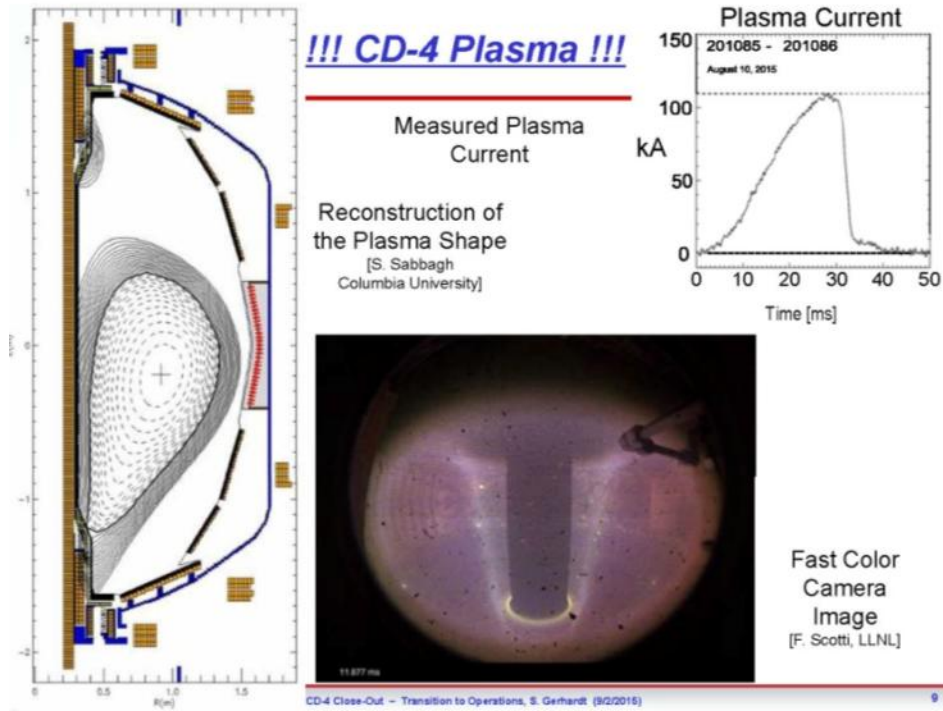 !!! CD-4 Plasma !!!
Measured Plasma
Current
Reconstruction of
the Plasma Shape
[S. Sabbagh
Columbia University]
Plasma Current
201085 - 201086
August 10, 2015
kA
150
100
50
0
0 10 20 30 40 50
Time [ms]
2
1
0
-1
-2
0 0.5 1.0 1.5
R(m)
11.877 ms
Fast Color
Camera
Image
[F. Scotti, LLNL]
CD-4 Close-Out – Transition to Operations, S. Gerhardt (9/2/2015)
9